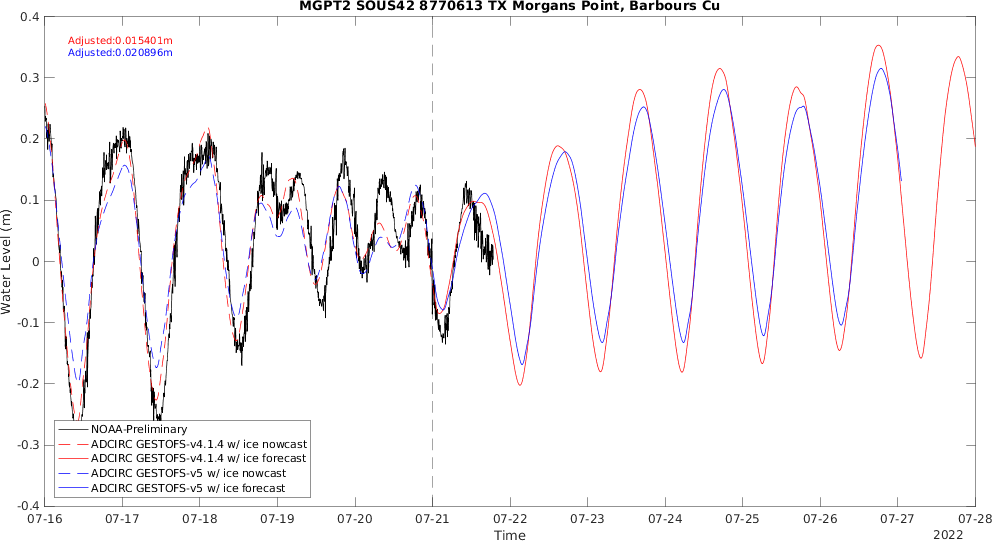 MGPT2 SOUS42 8770613 TX Morgans Point, Barbours Cu
Adjusted:0.015401m
Adjusted:0.020896m
Water Level (m)
0.4
0.3
0.2
0.1
0
-0.1
-0.2
-0.3
-0.4
NOAA-Preliminary
ADCIRC GESTOFS-v4.1.4 w/ ice nowcast
ADCIRC GESTOFS-v4.1.4 w/ ice forecast
ADCIRC GESTOFS-v5 w/ ice nowcast
ADCIRC GESTOFS-v5 w/ ice forecast
07-16 07-17 07-18 07-19 07-20 07-21 07-22 07-23 07-24 07-25 07-26 07-27 07-28
Time
2022